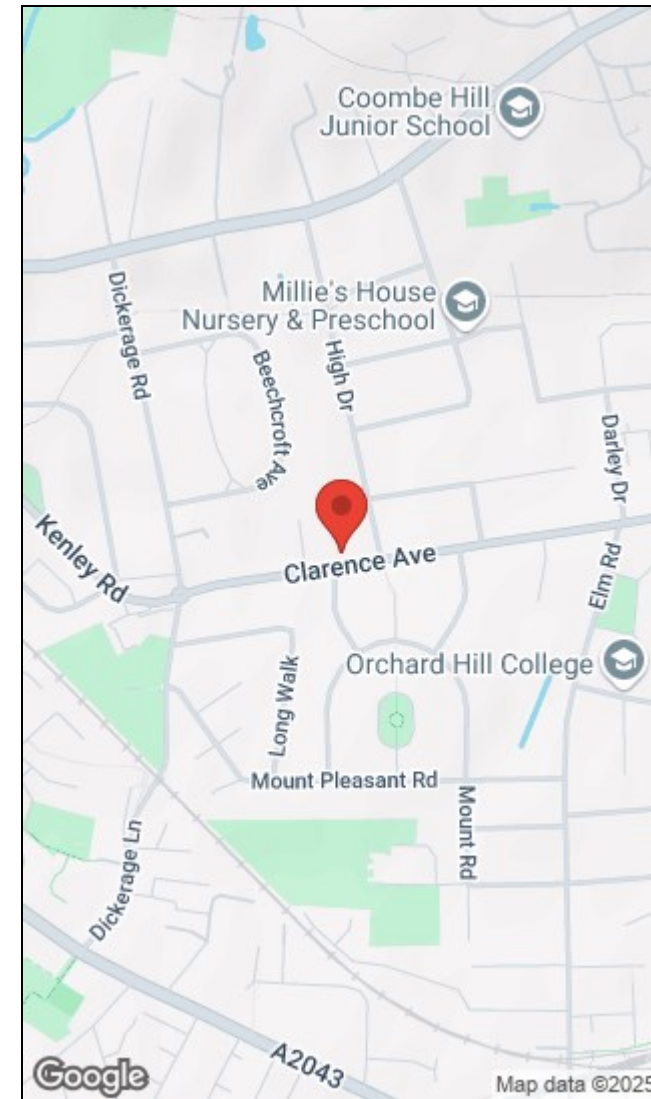 Coombe Hill
Junior School
Dickerage Rd
Millie's House
Nursery & Preschool
Beechcroft Ave
High Dr
Darley Dr
Kenley Rd
Clarence Ave
Elm Rd
Orchard Hill College
Long Walk
Mount Pleasant Rd
Mount Rd
Dickerage Ln
A2043
Google
Map data ©2025